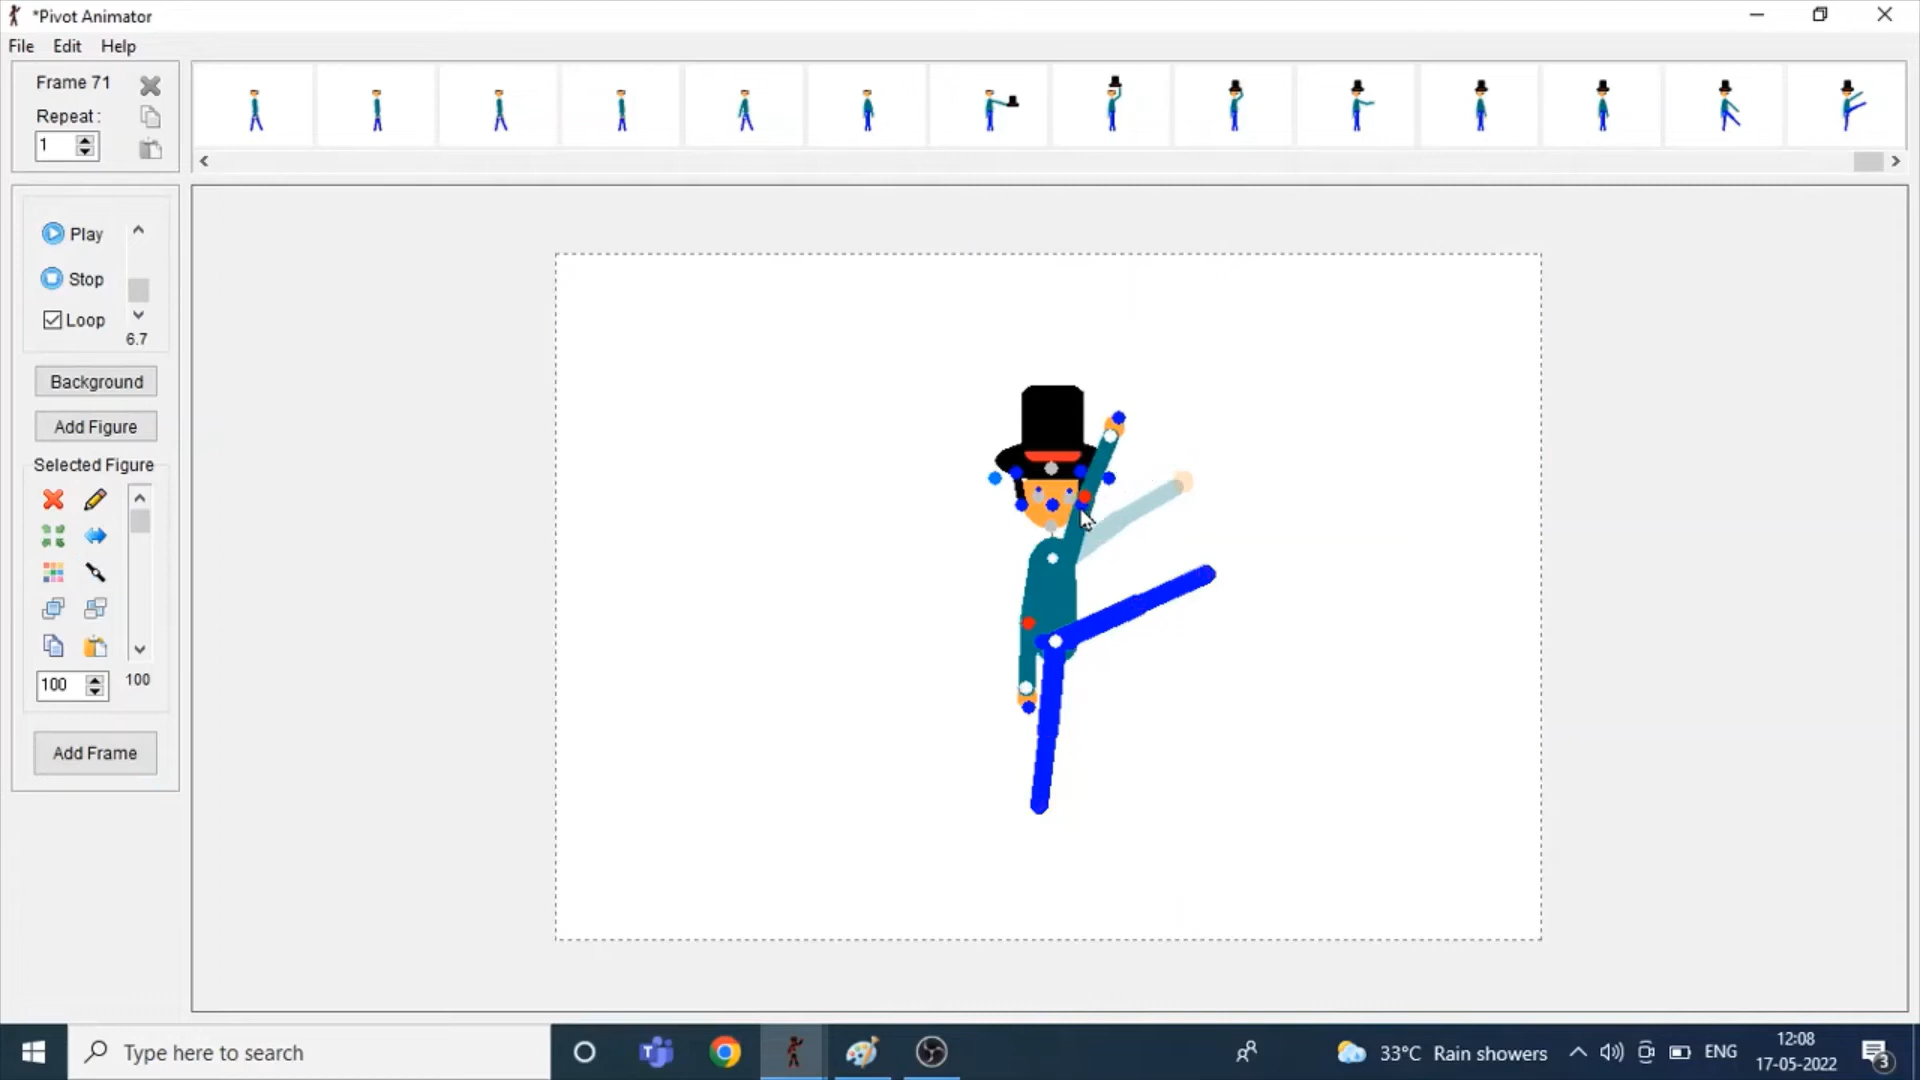 *Pivot Animator
File Edit Help
Frame 71
Repeat:
1
Play
Stop
Loop
6.7
Background
Add Figure
Selected Figure
100
100
Add Frame
Type here to search
33°C Rain showers
ENG
12:08
17-05-2022
3